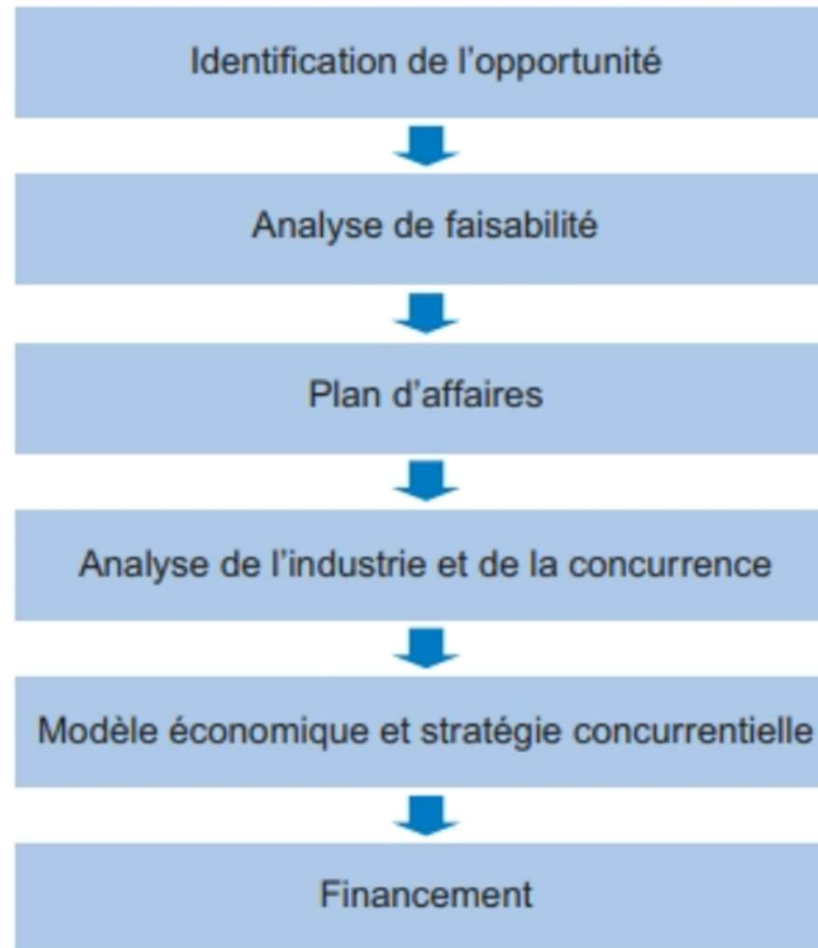 Identification de l’opportunité
Analyse de faisabilité
Plan d’affaires
Analyse de l’industrie et de la concurrence
Modèle économique et stratégie concurrentielle
Financement